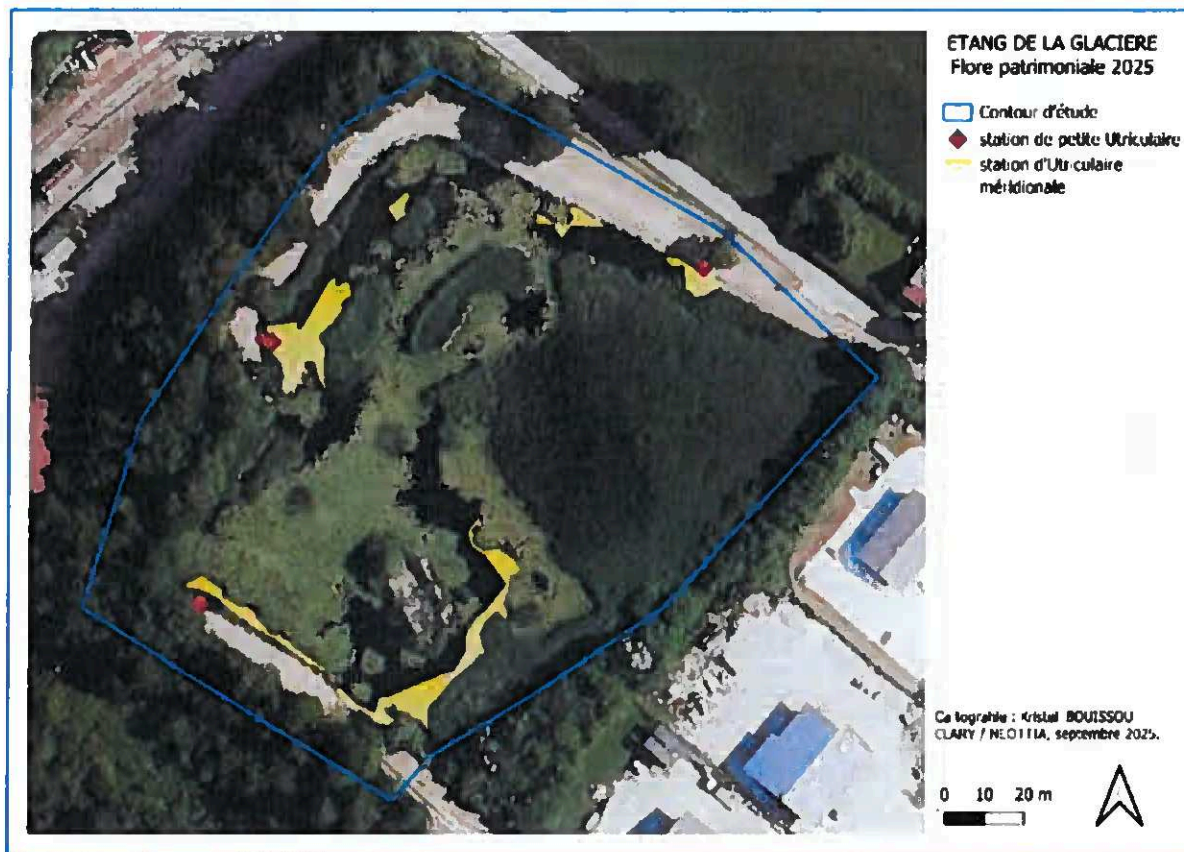 ETANG DE LA GLACIERE
Flore patrimoniale 2025
Contour d'étude
station de petite Utriculaire
station d'Utriculaire
méridionale
Cartographie : Kristal BOUISSOU
CLARY / NEOTTIA, septembre 2025.
0 10 20 m